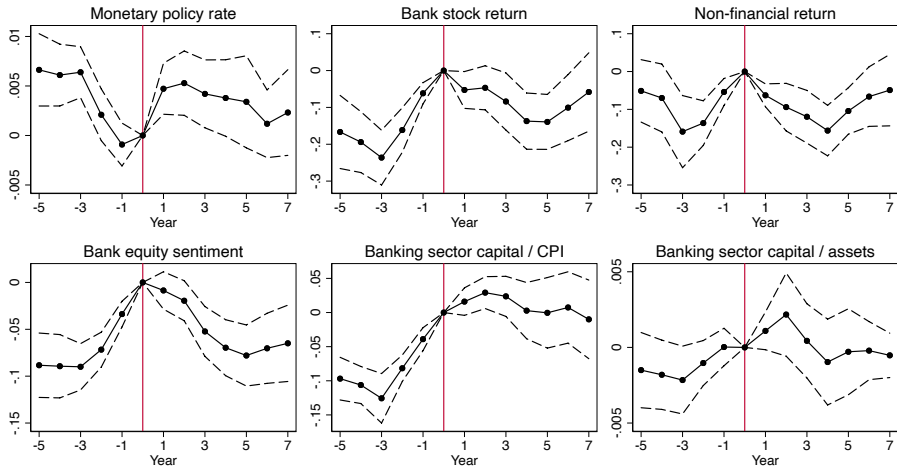 Monetary policy rate
.01
.005
0
-.005
-5 -3 -1 1 3 5 7
Year
Bank stock return
.1
0
-.1
-.2
-.3
-5 -3 -1 1 3 5 7
Year
Non-financial return
.1
0
-.1
-.2
-.3
-5 -3 -1 1 3 5 7
Year
Bank equity sentiment
0
-.05
-.1
-.15
-5 -3 -1 1 3 5 7
Year
Banking sector capital / CPI
.05
0
-.05
-.1
-.15
-5 -3 -1 1 3 5 7
Year
Banking sector capital / assets
.005
0
-.005
-5 -3 -1 1 3 5 7
Year